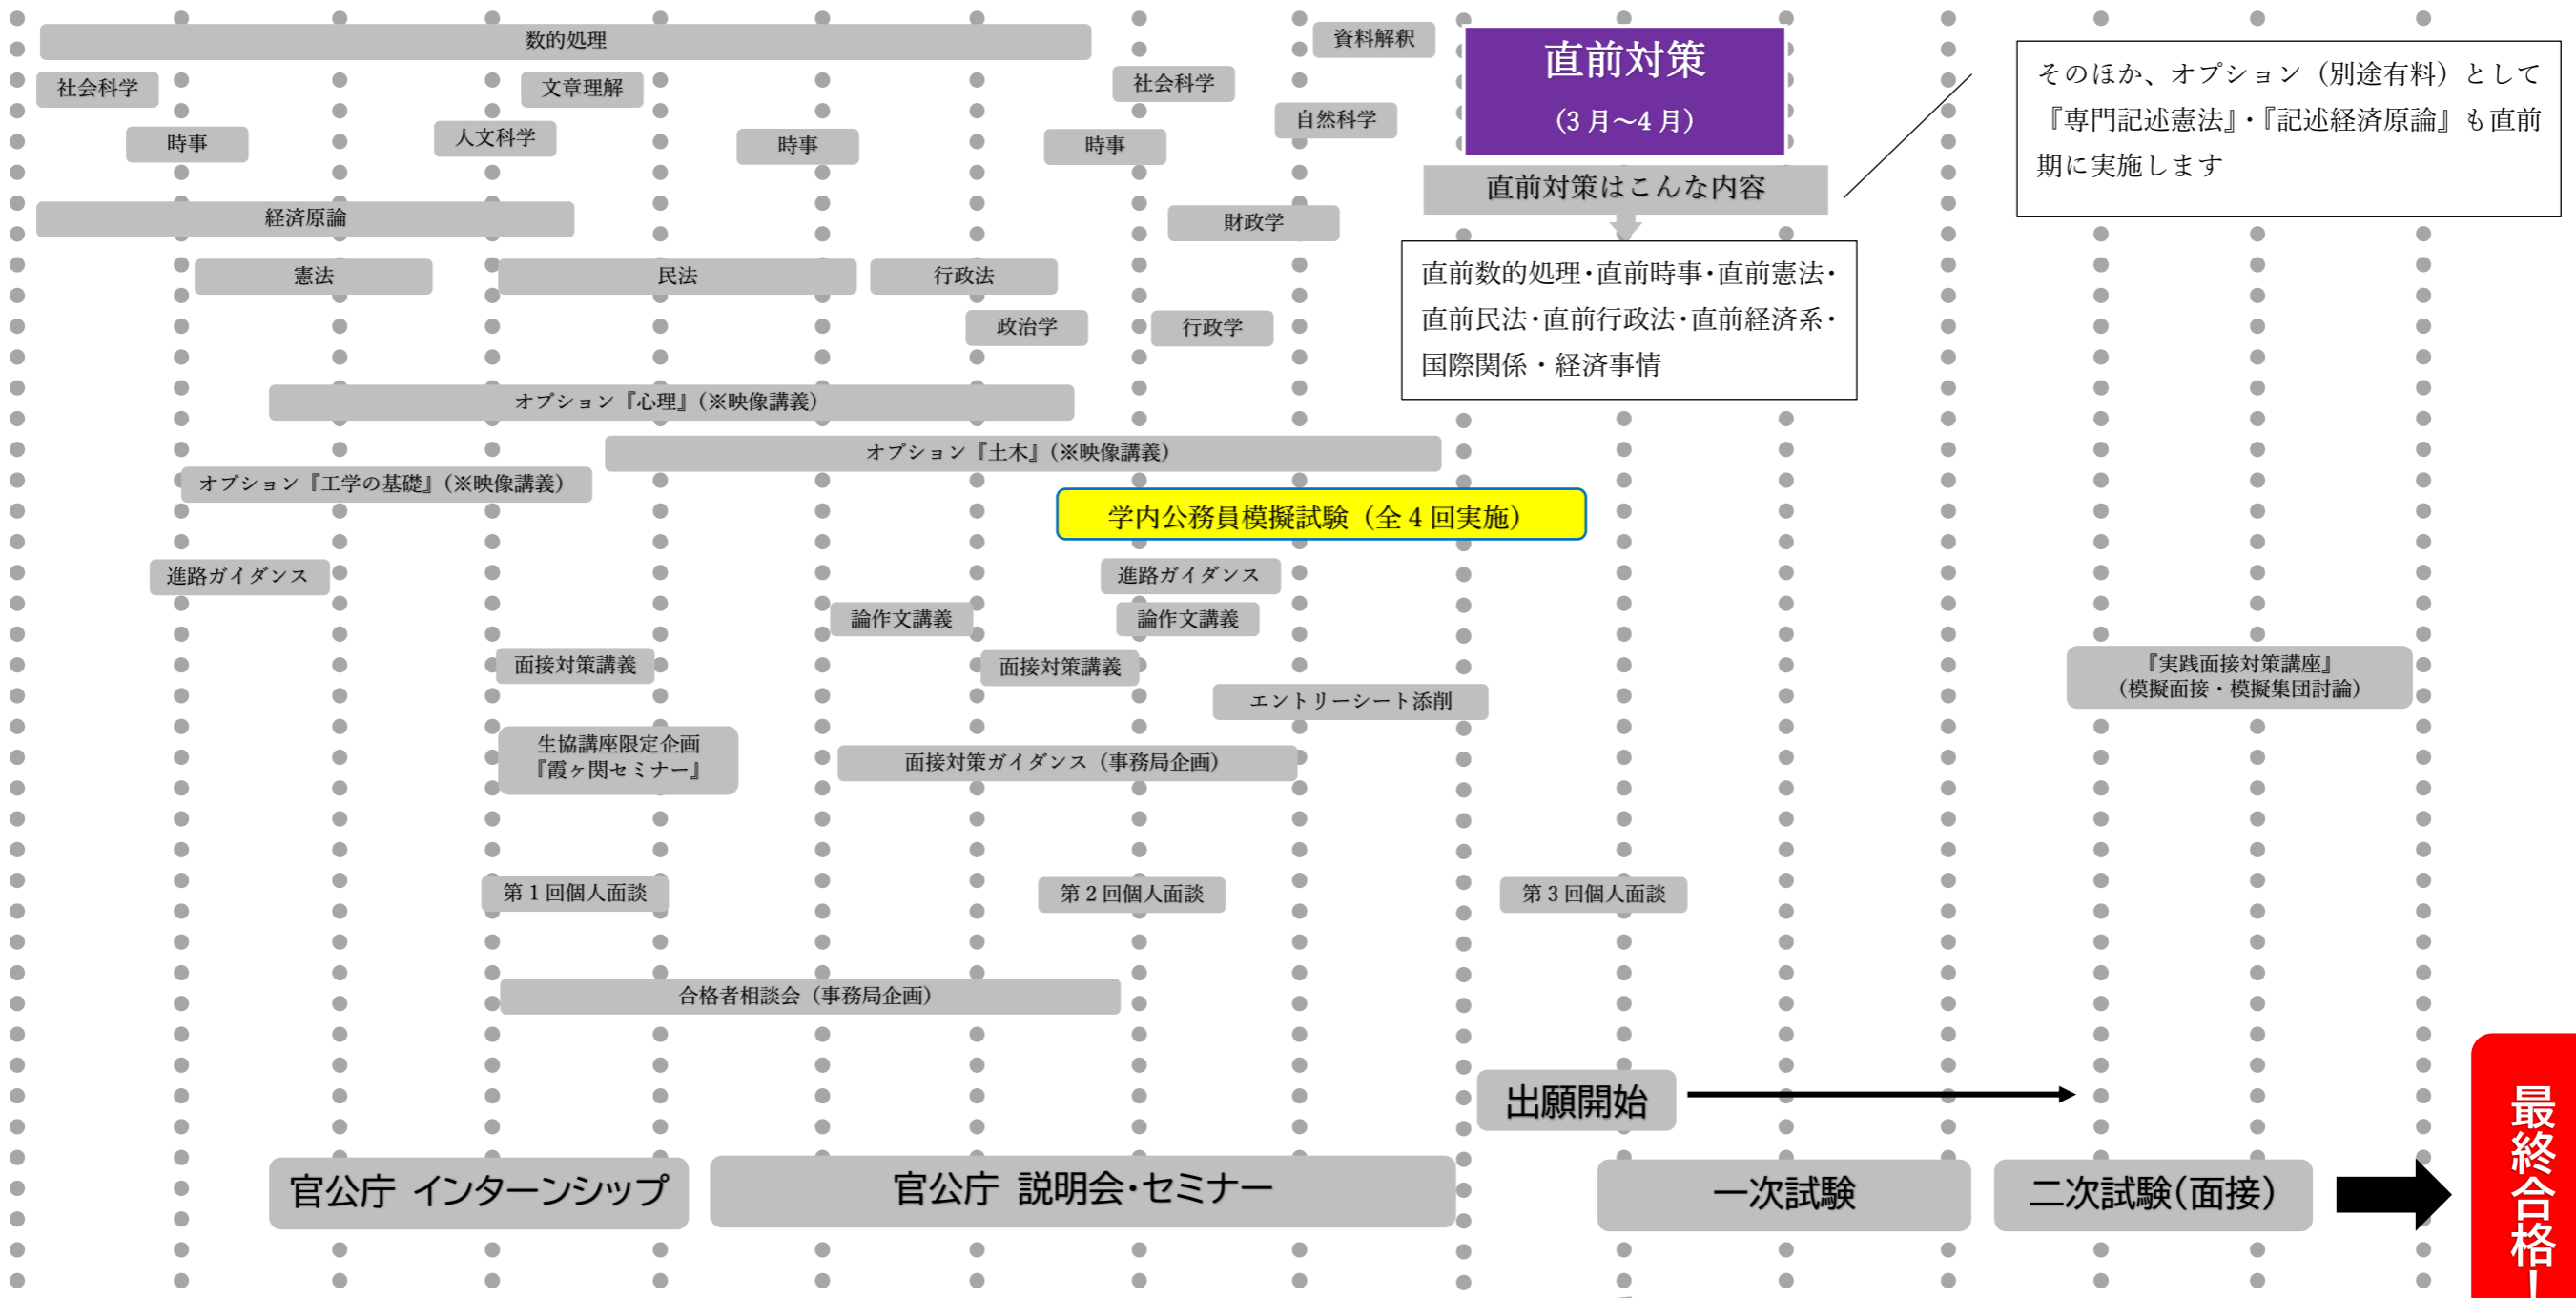 数的処理
資料解釈
社会科学
文章理解
社会科学
時事
人文科学
時事
時事
自然科学
直前対策
（3月～4月）
直前対策はこんな内容
そのほか、オプション（別途有料）として
『専門記述憲法』・『記述経済原論』も直前
期に実施します
経済原論
財政学
憲法
民法
行政法
政治学
行政学
直前数的処理・直前時事・直前憲法・
直前民法・直前行政法・直前経済系・
国際関係・経済事情
オプション『心理』（※映像講義）
オプション『土木』（※映像講義）
オプション『工学の基礎』（※映像講義）
学内公務員模擬試験（全4回実施）
進路ガイダンス
進路ガイダンス
論作文講義
論作文講義
面接対策講義
面接対策講義
『実践面接対策講座』
（模擬面接・模擬集団討論）
エントリーシート添削
生協講座限定企画
『霞ヶ関セミナー』
面接対策ガイダンス（事務局企画）
第1回個人面談
第2回個人面談
第3回個人面談
合格者相談会（事務局企画）
出願開始
官公庁 インターンシップ
官公庁 説明会・セミナー
一次試験
二次試験（面接）
最終合格！